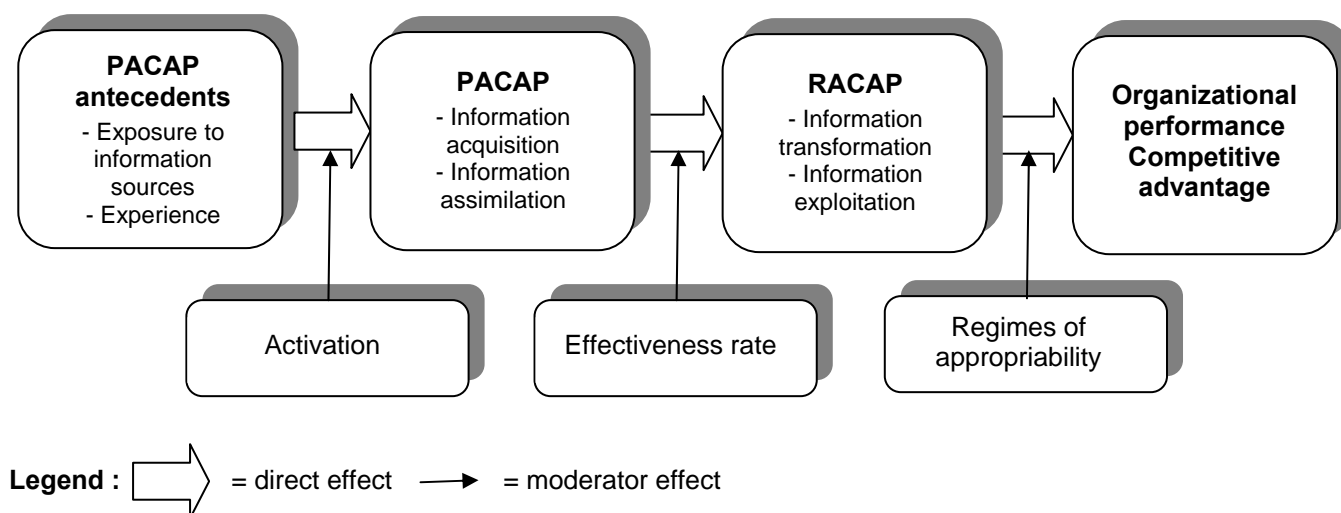 PACAP
antecedents
- Exposure to
information
sources
- Experience
PACAP
- Information
acquisition
- Information
assimilation
RACAP
- Information
transformation
- Information
exploitation
Organizational
performance
Competitive
advantage
Activation
Effectiveness rate
Regimes of
appropriability
Legend : = direct effect = moderator effect